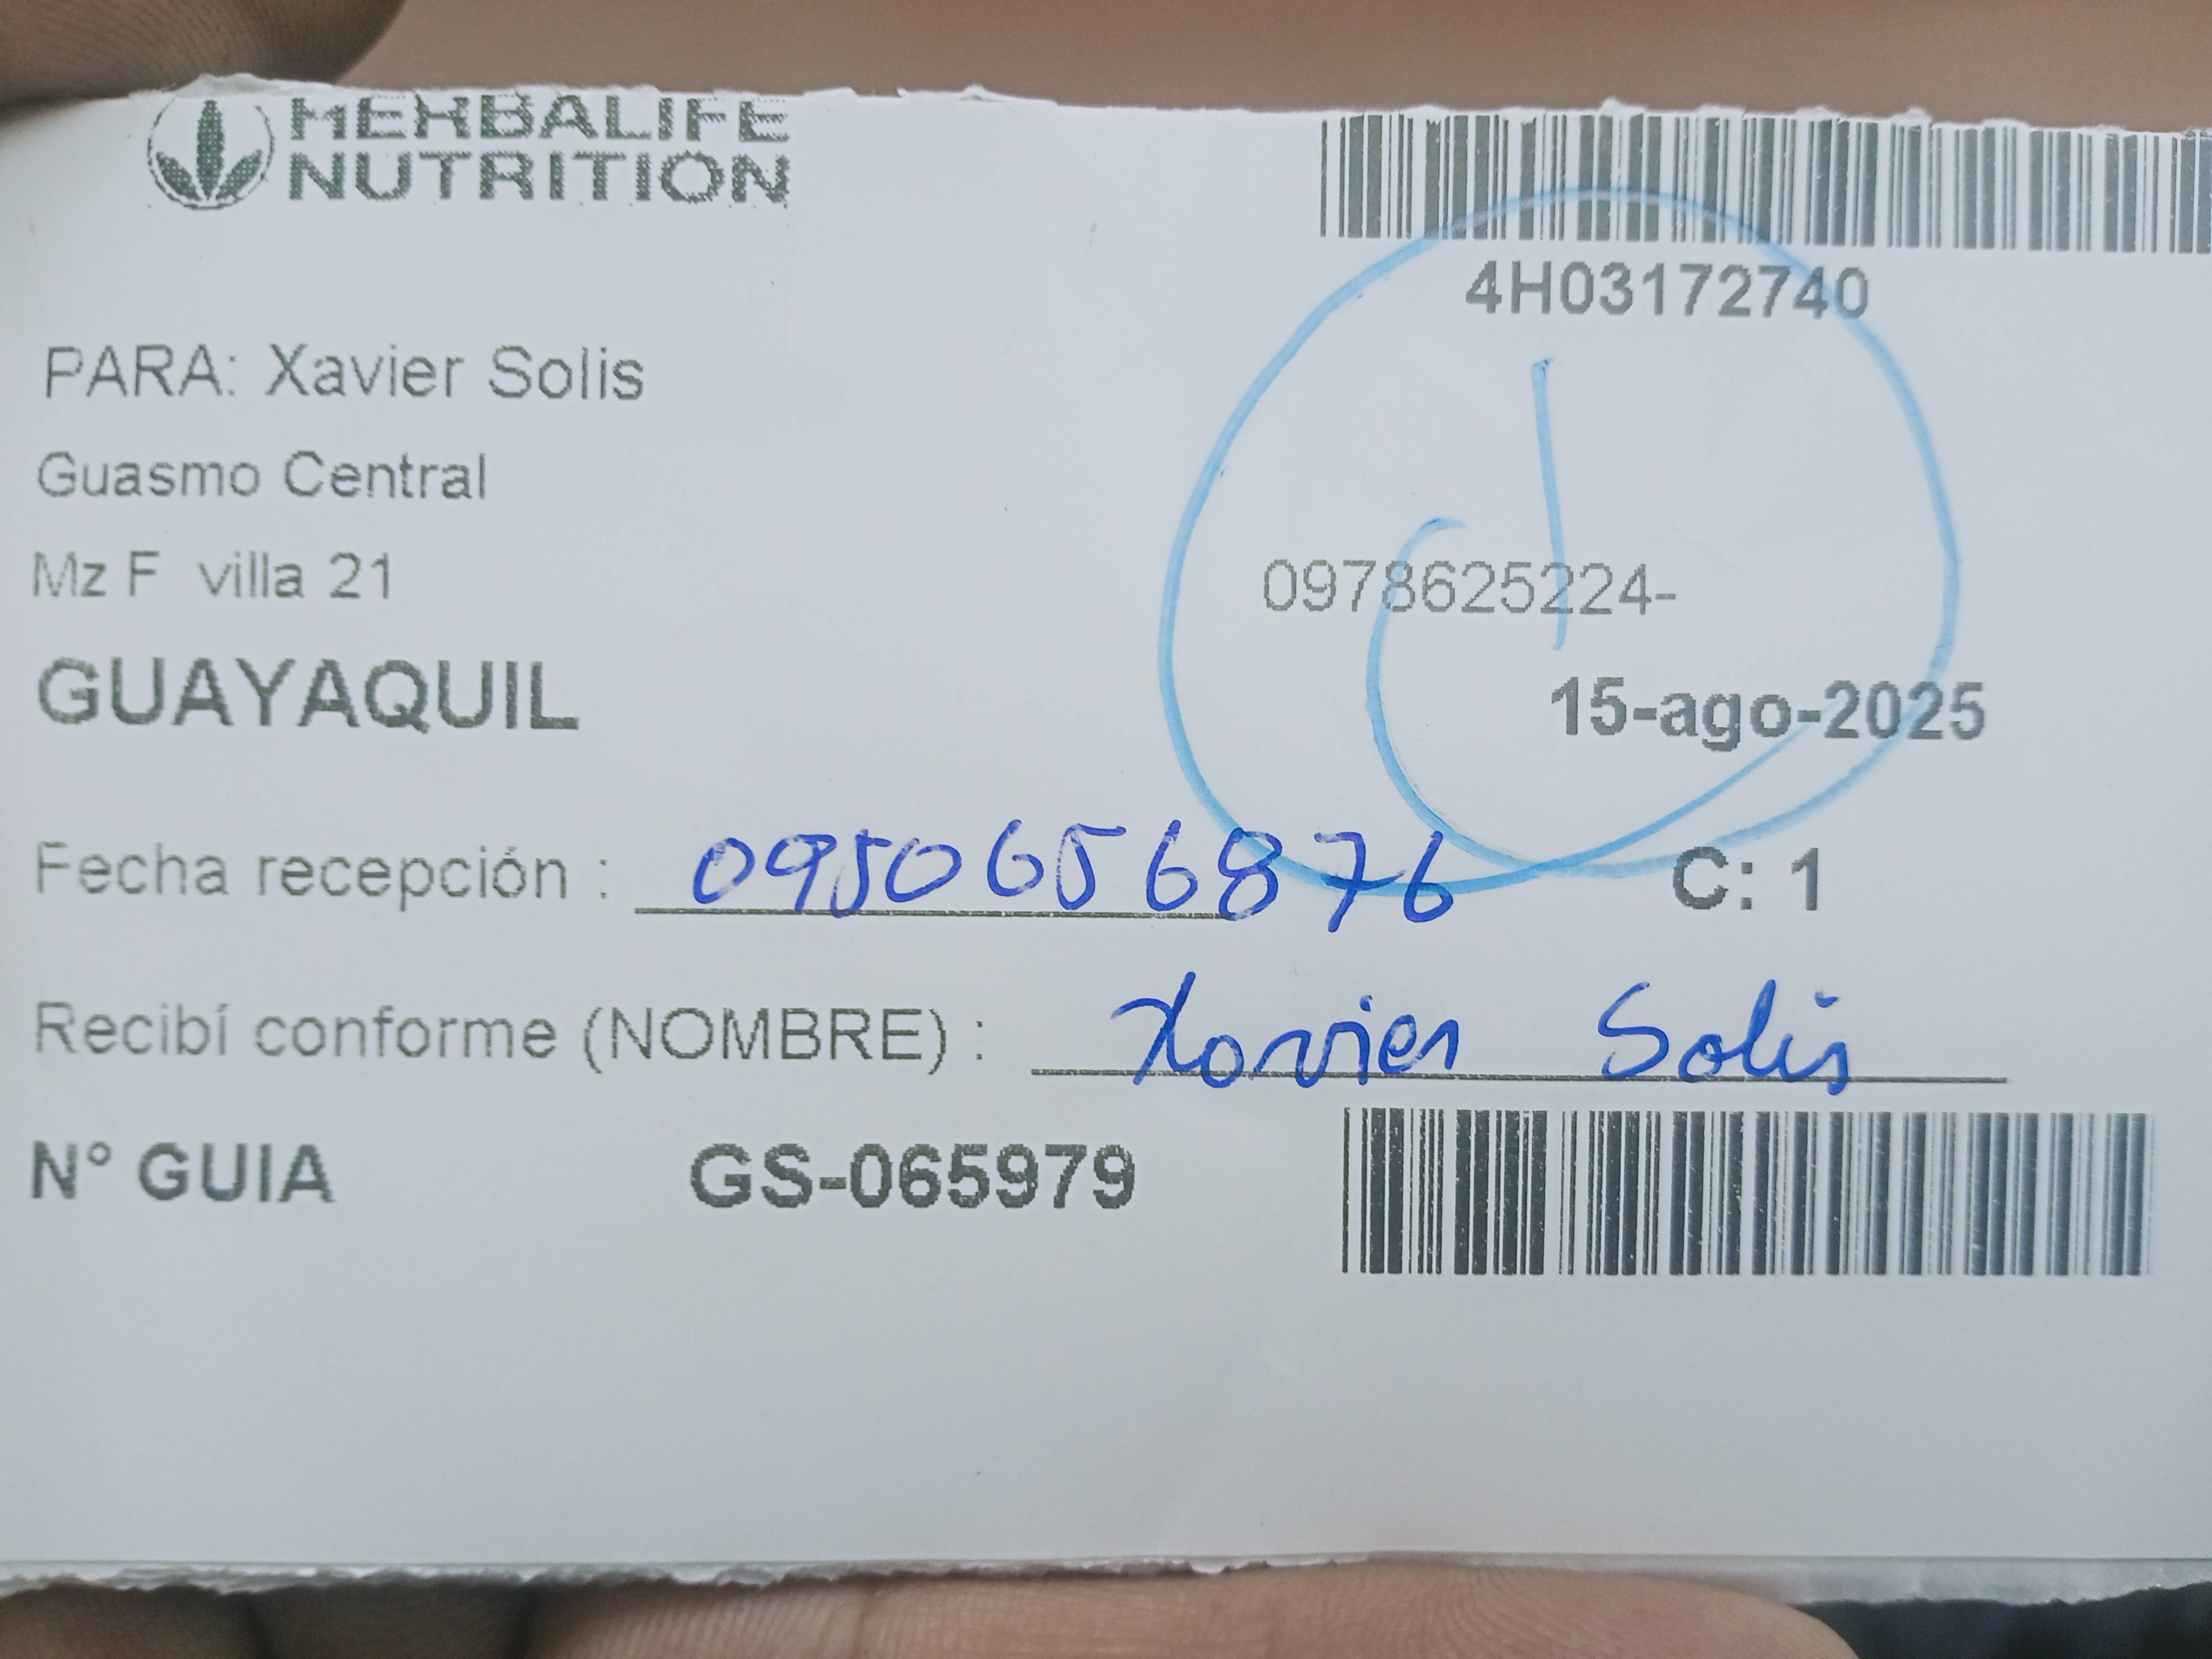 HERBALIFE
NUTRITION
4H03172740
PARA: Xavier Solis
Guasmo Central
Mz F villa 21
0978625224-
GUAYAQUIL
15-ago-2025
Fecha recepción : 0950656876
C: 1
Recibí conforme (NOMBRE) : Xavier Solis
N° GUIA GS-065979